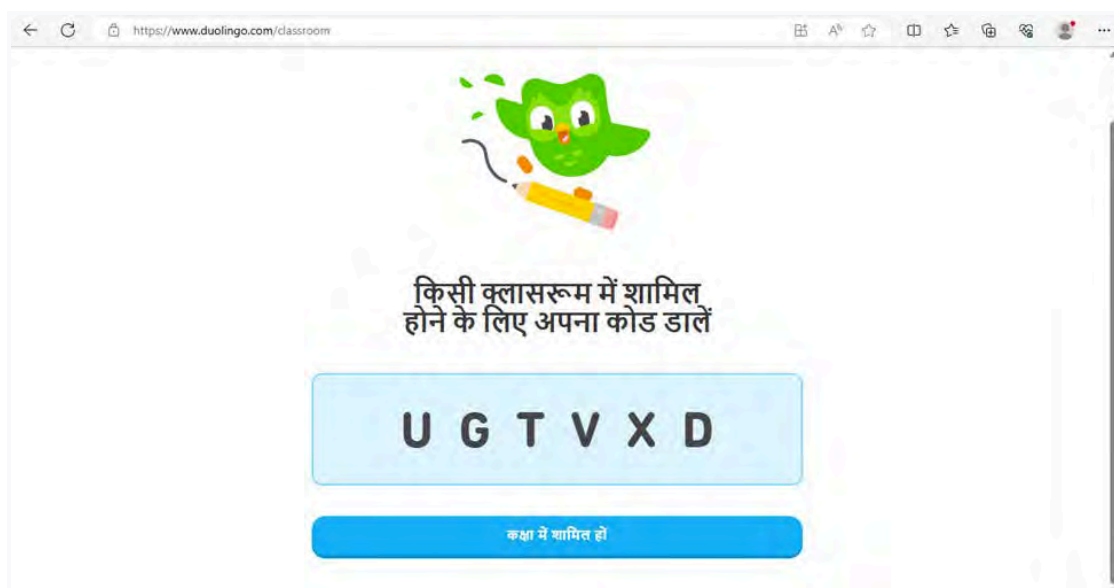 https://www.duolingo.com/classroom
किसी क्लासरूम में शामिल
होने के लिए अपना कोड डालें
U G T V X D
कक्षा में शामिल हों